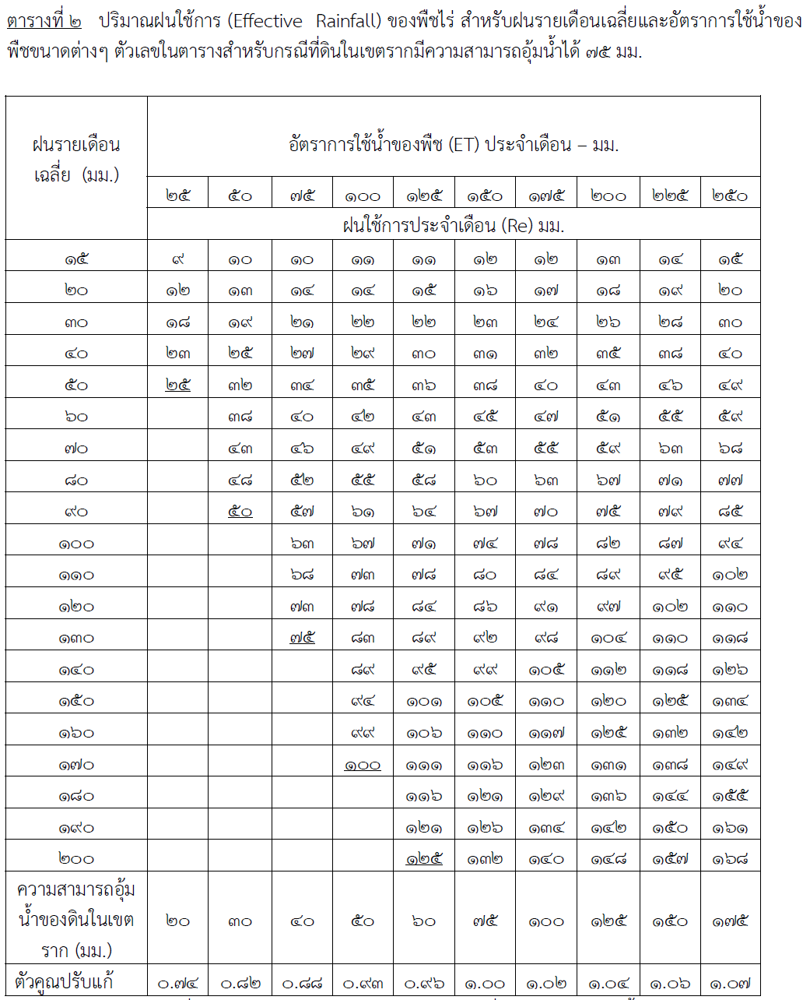 ตารางที่ ๒ ปริมาณฝนใช้การ (Effective Rainfall) ของพืชไร่ สำหรับฝนรายเดือนเฉลี่ยและอัตราการใช้น้ำของ
พืชขนาดต่างๆ ตัวเลขในตารางสำหรับกรณีที่ดินในเขตรากมีความสามารถอุ้มน้ำได้ ๗๕ มม.
ฝนรายเดือน
เฉลี่ย (มม.)
อัตราการใช้น้ำของพืช (ET) ประจำเดือน – มม.
๒๕ ๕๐ ๗๕ ๑๐๐ ๑๒๕ ๑๕๐ ๑๗๕ ๒๐๐ ๒๒๕ ๒๕๐
ฝนใช้การประจำเดือน (Re) มม.
๑๕ ๙ ๑๐ ๑๐ ๑๑ ๑๑ ๑๒ ๑๒ ๑๓ ๑๔ ๑๕
๒๐ ๑๒ ๑๓ ๑๔ ๑๔ ๑๕ ๑๖ ๑๗ ๑๘ ๑๙ ๒๐
๓๐ ๑๘ ๑๙ ๒๑ ๒๒ ๒๒ ๒๓ ๒๔ ๒๖ ๒๘ ๓๐
๔๐ ๒๓ ๒๕ ๒๗ ๒๙ ๓๐ ๓๑ ๓๒ ๓๕ ๓๘ ๔๐
๕๐ ๒๕ ๓๒ ๓๔ ๓๕ ๓๖ ๓๘ ๔๐ ๔๓ ๔๖ ๔๙
๖๐ ๓๘ ๔๐ ๔๒ ๔๓ ๔๕ ๔๗ ๕๑ ๕๕ ๕๙
๗๐ ๔๓ ๔๖ ๔๙ ๕๑ ๕๓ ๕๕ ๕๙ ๖๓ ๖๘
๘๐ ๔๘ ๕๒ ๕๕ ๕๘ ๖๐ ๖๓ ๖๗ ๗๑ ๗๗
๙๐ ๕๐ ๕๗ ๖๑ ๖๔ ๖๗ ๗๐ ๗๕ ๗๙ ๘๕
๑๐๐ ๖๓ ๖๗ ๗๑ ๗๔ ๗๘ ๘๒ ๘๗ ๙๔
๑๑๐ ๖๘ ๗๓ ๗๘ ๘๐ ๘๔ ๘๙ ๙๕ ๑๐๒
๑๒๐ ๗๓ ๗๘ ๘๔ ๘๖ ๙๑ ๙๗ ๑๐๒ ๑๑๐
๑๓๐ ๗๕ ๘๓ ๘๙ ๙๒ ๙๘ ๑๐๔ ๑๑๐ ๑๑๘
๑๔๐ ๘๙ ๙๕ ๙๙ ๑๐๕ ๑๑๒ ๑๑๘ ๑๒๖
๑๕๐ ๙๔ ๑๐๑ ๑๐๕ ๑๑๐ ๑๒๐ ๑๒๕ ๑๓๔
๑๖๐ ๙๙ ๑๐๖ ๑๑๐ ๑๑๗ ๑๒๕ ๑๓๒ ๑๔๒
๑๗๐ ๑๐๐ ๑๑๑ ๑๑๖ ๑๒๓ ๑๓๑ ๑๓๘ ๑๔๙
๑๘๐ ๑๑๖ ๑๒๑ ๑๒๙ ๑๓๖ ๑๔๔ ๑๕๕
๑๙๐ ๑๒๑ ๑๒๖ ๑๓๔ ๑๔๒ ๑๕๐ ๑๖๑
๒๐๐ ๑๒๕ ๑๓๒ ๑๔๐ ๑๔๘ ๑๕๗ ๑๖๘
ความสามารถอุ้ม
น้ำของดินในเขต
ราก (มม.)
๒๐ ๓๐ ๔๐ ๕๐ ๖๐ ๗๕ ๑๐๐ ๑๒๕ ๑๕๐ ๑๗๕
ตัวคูณปรับแก้ ๐.๗๔ ๐.๘๒ ๐.๘๘ ๐.๙๓ ๐.๙๖ ๑.๐๐ ๑.๐๒ ๑.๐๔ ๑.๐๖ ๑.๐๗